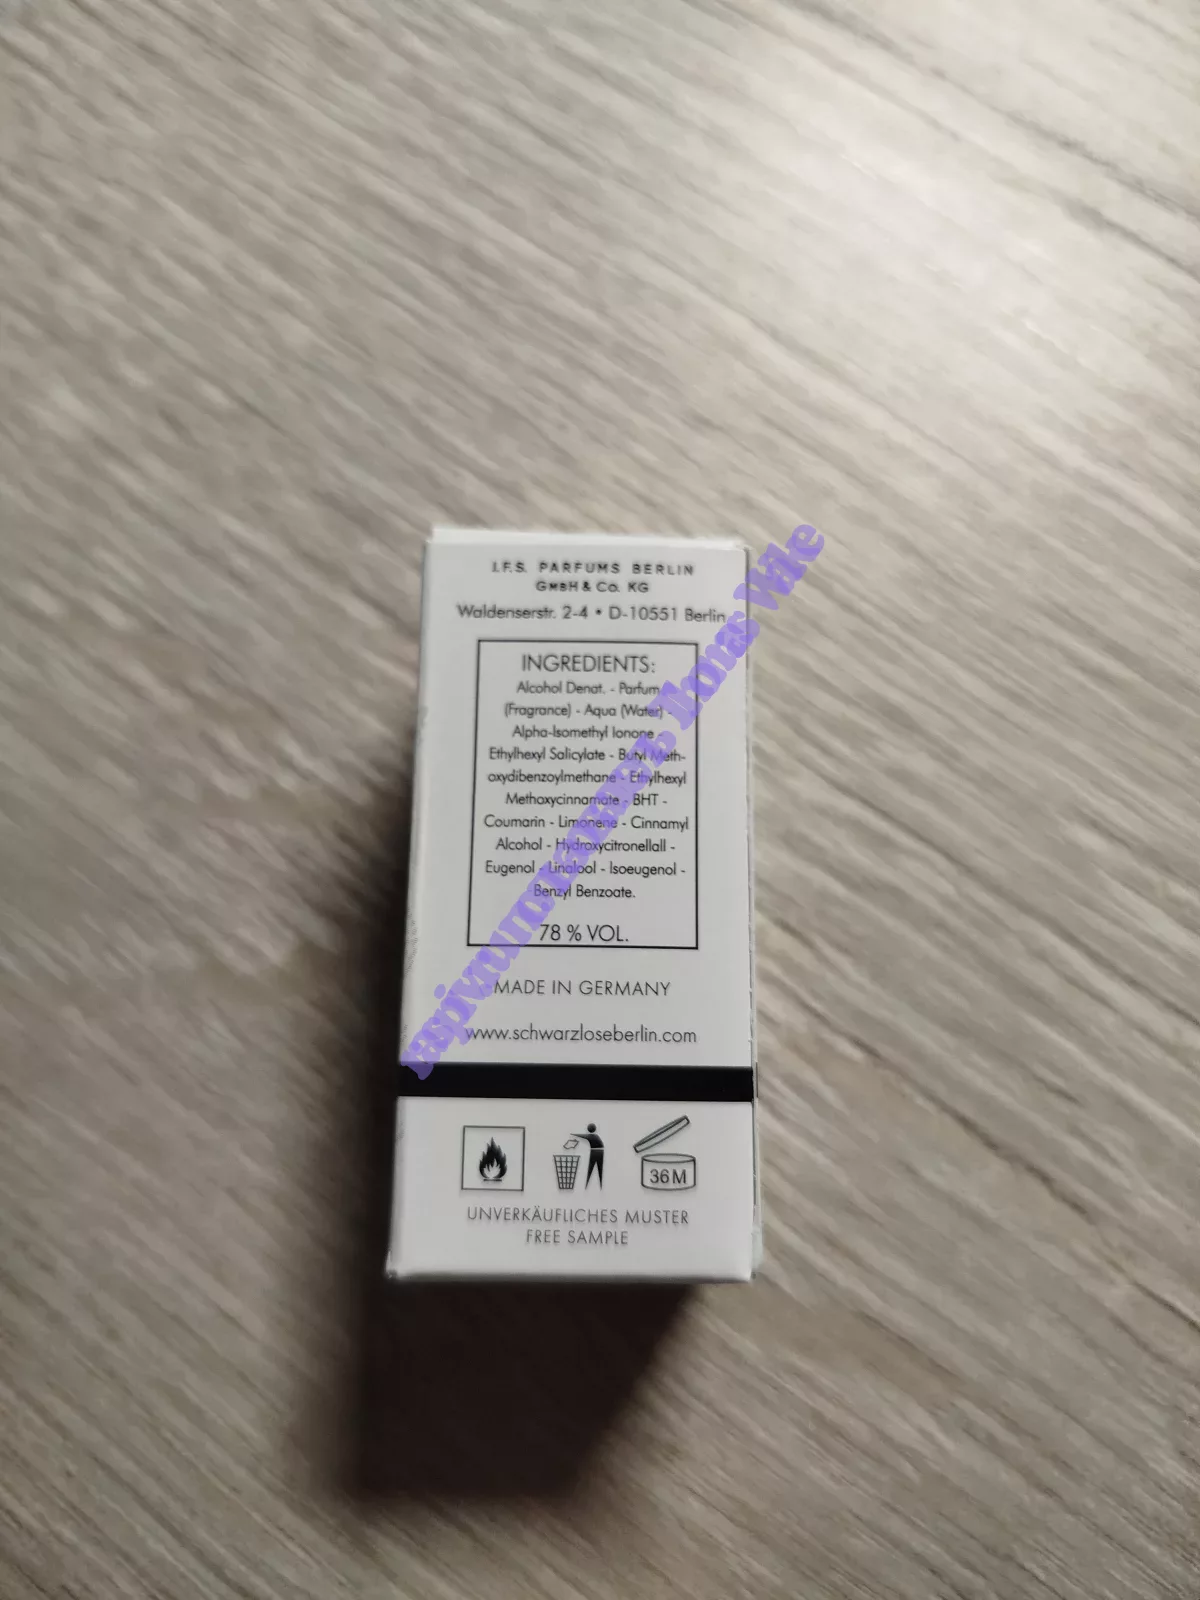 J.F.S. PARFUMS BERLIN
GMBH & CO. KG
Waldenserstr. 2-4 • D-10551 Berlin
INGREDIENTS:
Alcohol Denat. - Parfum
(Fragrance) - Aqua (Water) -
Alpha-Isomethyl Ionone -
Ethylhexyl Salicylate - Butyl Meth-
oxydibenzoylmethane - Ethylhexyl
Methoxycinnamate - BHT -
Coumarin - Limonene - Cinnamyl
Alcohol - Hydroxycitronellall -
Eugenol - Linalool - Isoeugenol -
Benzyl Benzoate.
78 % VOL.
MADE IN GERMANY
www.schwarzloseberlin.com
36M
UNVERKÄUFLICHES MUSTER
FREE SAMPLE